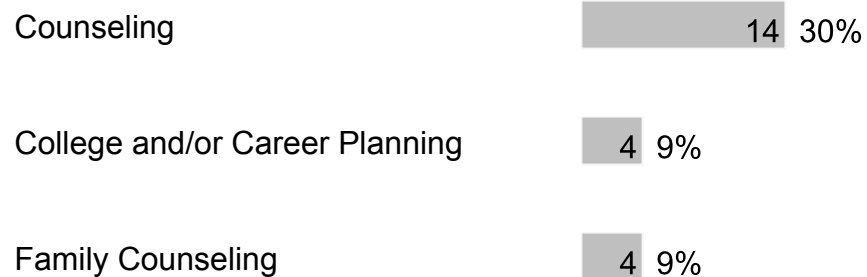 Counseling 14 30%
College and/or Career Planning 4 9%
Family Counseling 4 9%